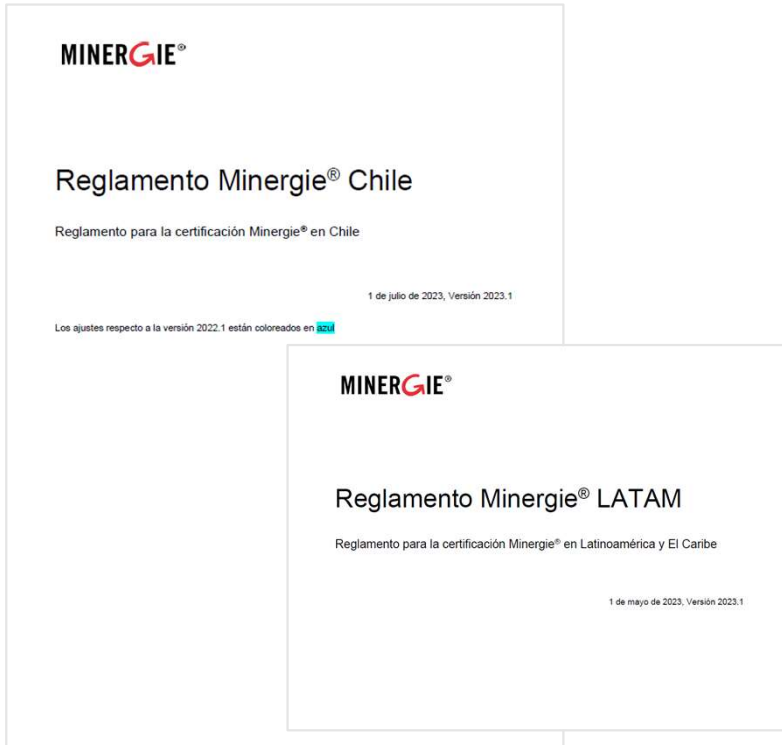 MINERGIE®
Reglamento Minergie® Chile
Reglamento para la certificación Minergie® en Chile
1 de julio de 2023, Versión 2023.1
Los ajustes respecto a la versión 2022.1 están coloreados en azul
MINERGIE®
Reglamento Minergie® LATAM
Reglamento para la certificación Minergie® en Latinoamérica y El Caribe
1 de mayo de 2023, Versión 2023.1